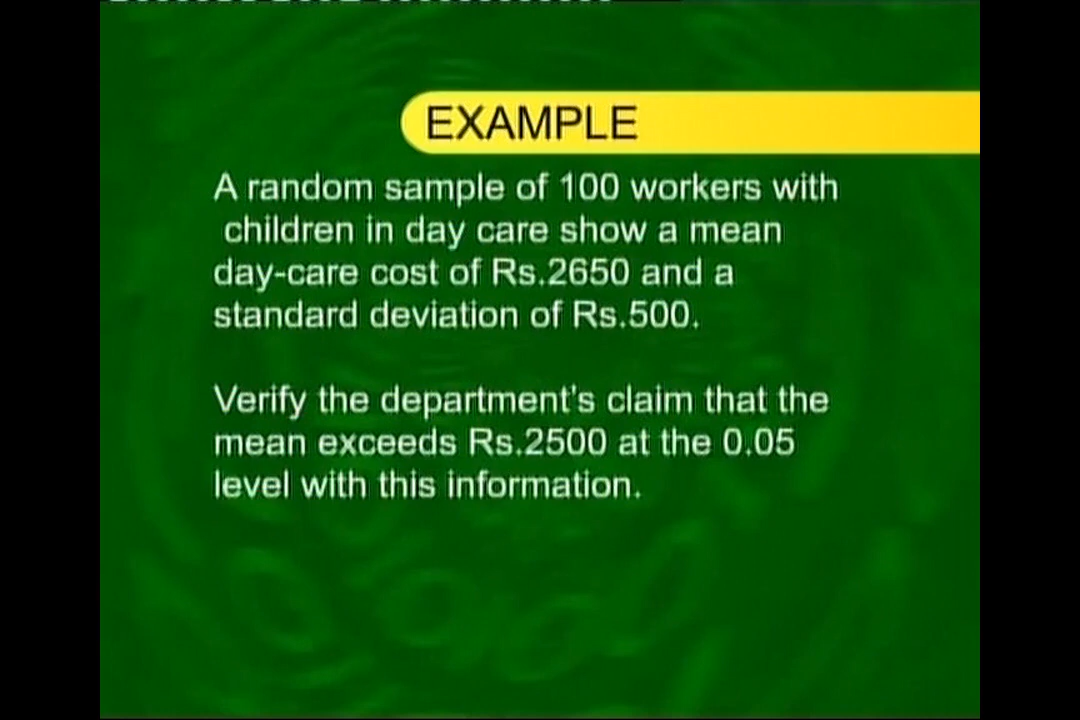 EXAMPLE
A random sample of 100 workers with
children in day care show a mean
day-care cost of Rs.2650 and a
standard deviation of Rs.500.
Verify the department's claim that the
mean exceeds Rs.2500 at the 0.05
level with this information.